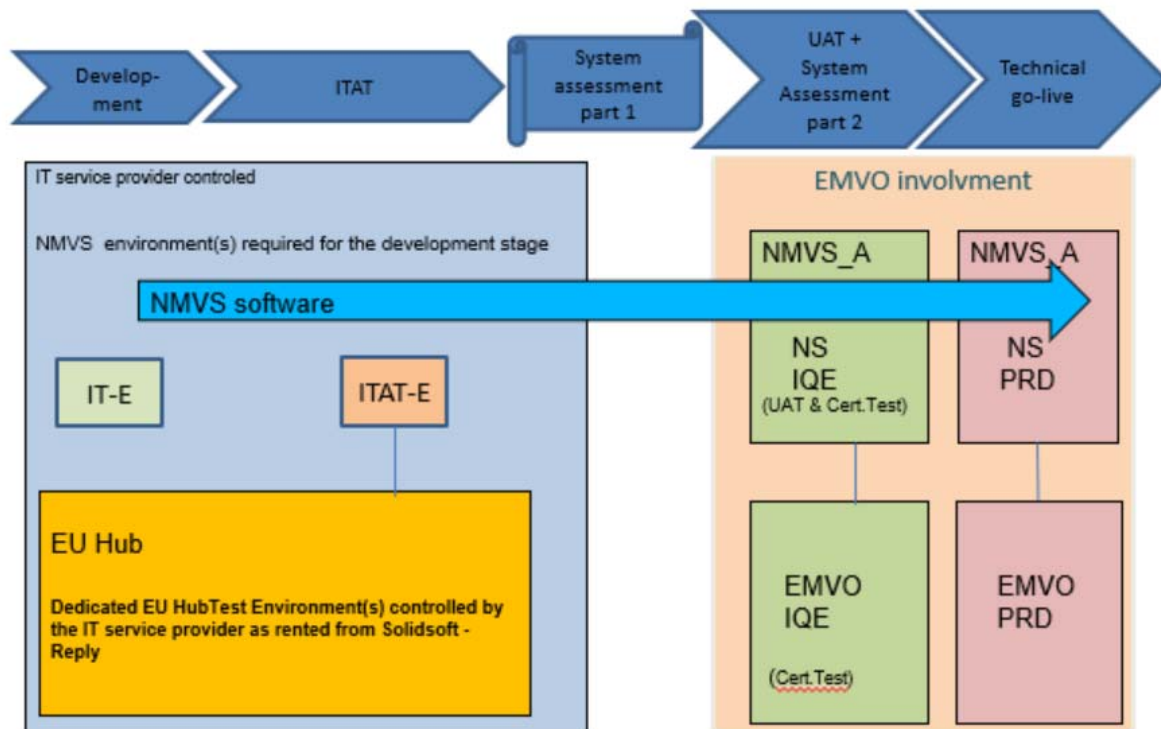 Develop-
ment
ITAT
System
assessment
part 1
UAT +
System
Assessment
part 2
Technical
go-live
IT service provider controled
NMVS environment(s) required for the development stage
EMVO involvment
NMVS_A
NMVS_A
NMVS software
IT-E
ITAT-E
NS
IQE
(UAT & Cert.Test)
NS
PRD
EU Hub
Dedicated EU HubTest Environment(s) controlled by
the IT service provider as rented from Solidsoft -
Reply
EMVO
IQE
(Cert.Test)
EMVO
PRD